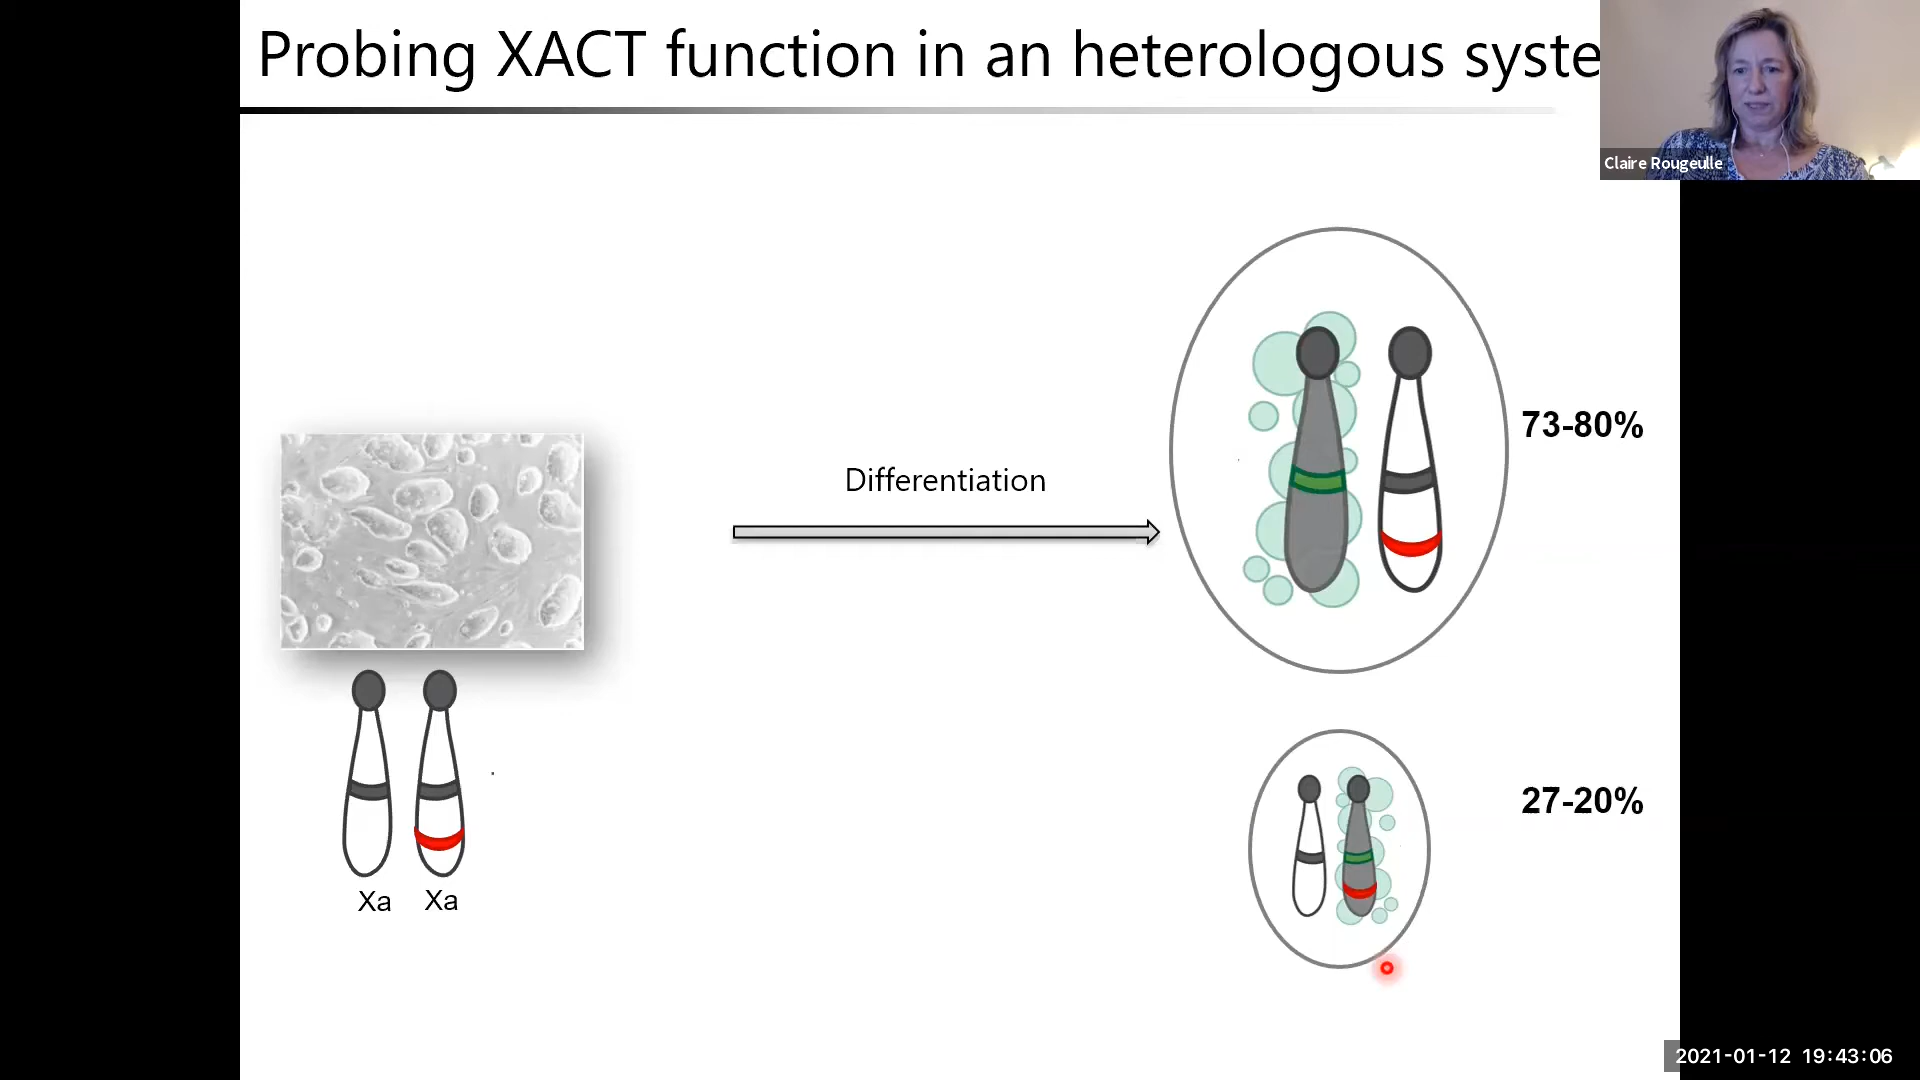 Probing XACT function in an heterologous syste
Claire Rougeulle
73-80%
Differentiation
27-20%
Xa Xa
2021-01-12 19:43:06